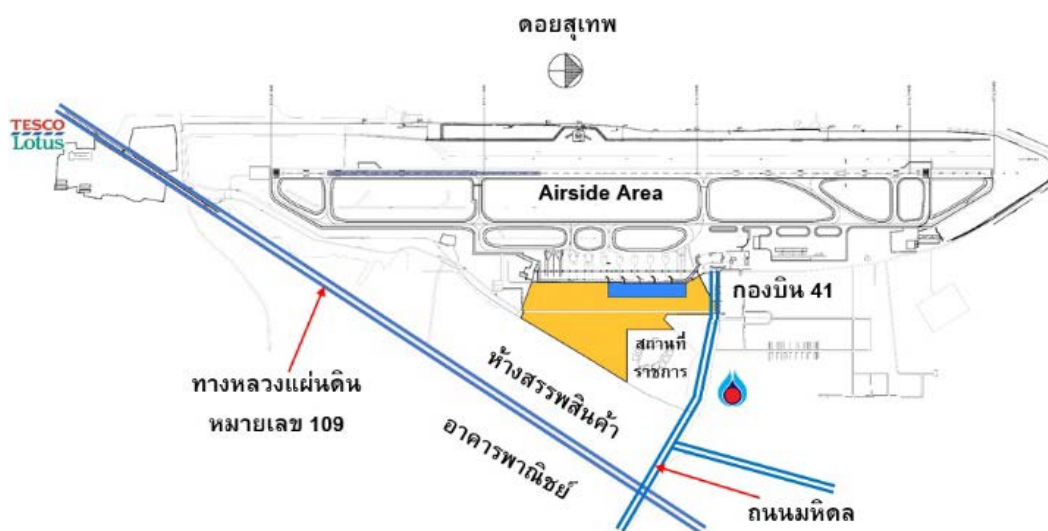 ดอยสุเทพ
TESCO
Lotus
Airside Area
กองบิน 41
สถานที่
ราชการ
ทางหลวงแผ่นดิน
หมายเลข 109
ห้างสรรพสินค้า
อาคารพาณิชย์
ถนนมหิดล